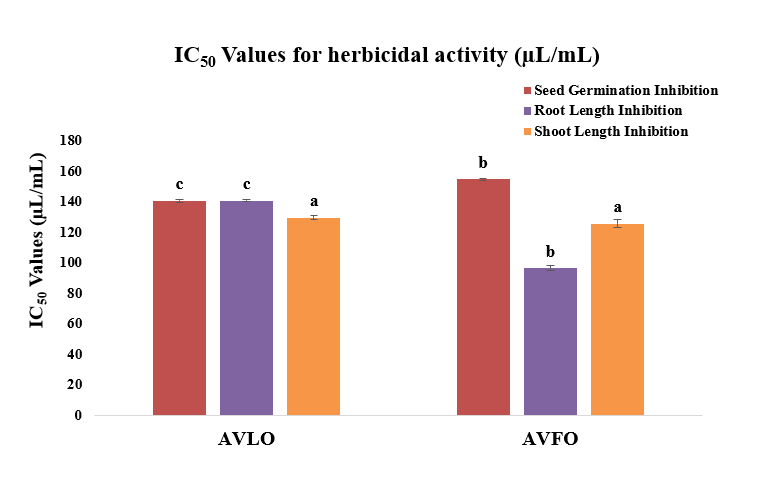 IC50 Values for herbicidal activity (µL/mL)
Seed Germination Inhibition
Root Length Inhibition
Shoot Length Inhibition
IC50 Values (µL/mL)
180
160
140
120
100
80
60
40
20
0
c
c
a
b
b
a
AVLO
AVFO